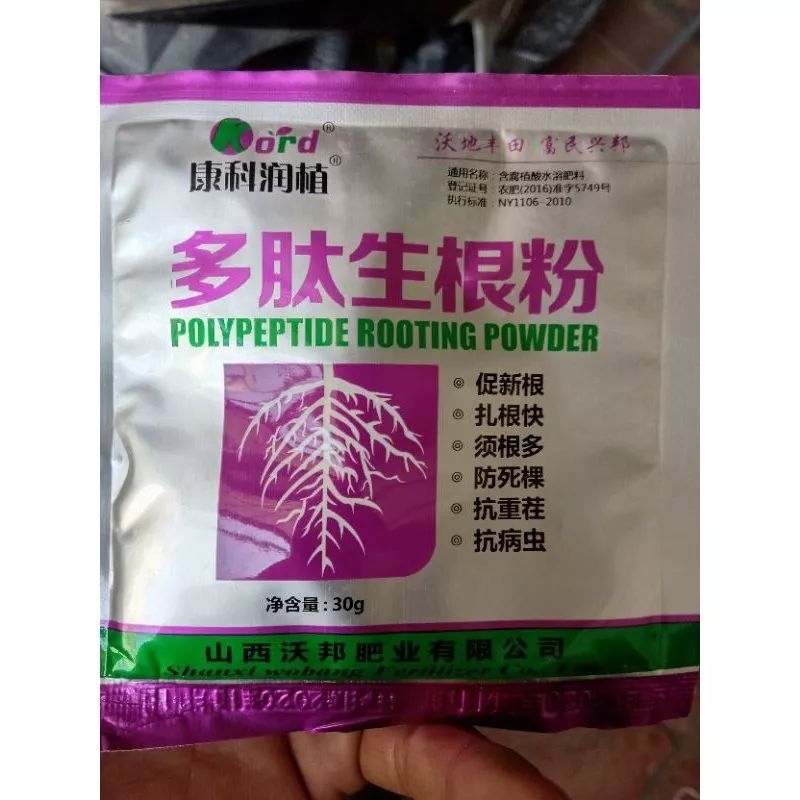 Kord®
康科润植®
沃地丰田 富民兴邦
通用名称：含腐植酸水溶肥料
登记证号：农肥(2016)准字5749号
执行标准：NY1106-2010
多肽生根粉
POLYPEPTIDE ROOTING POWDER
◎ 促新根
◎ 扎根快
◎ 须根多
◎ 防死棵
◎ 抗重茬
◎ 抗病虫
净含量：30g
山西沃邦肥业有限公司
Shanxi wobang Fertilizer Co.